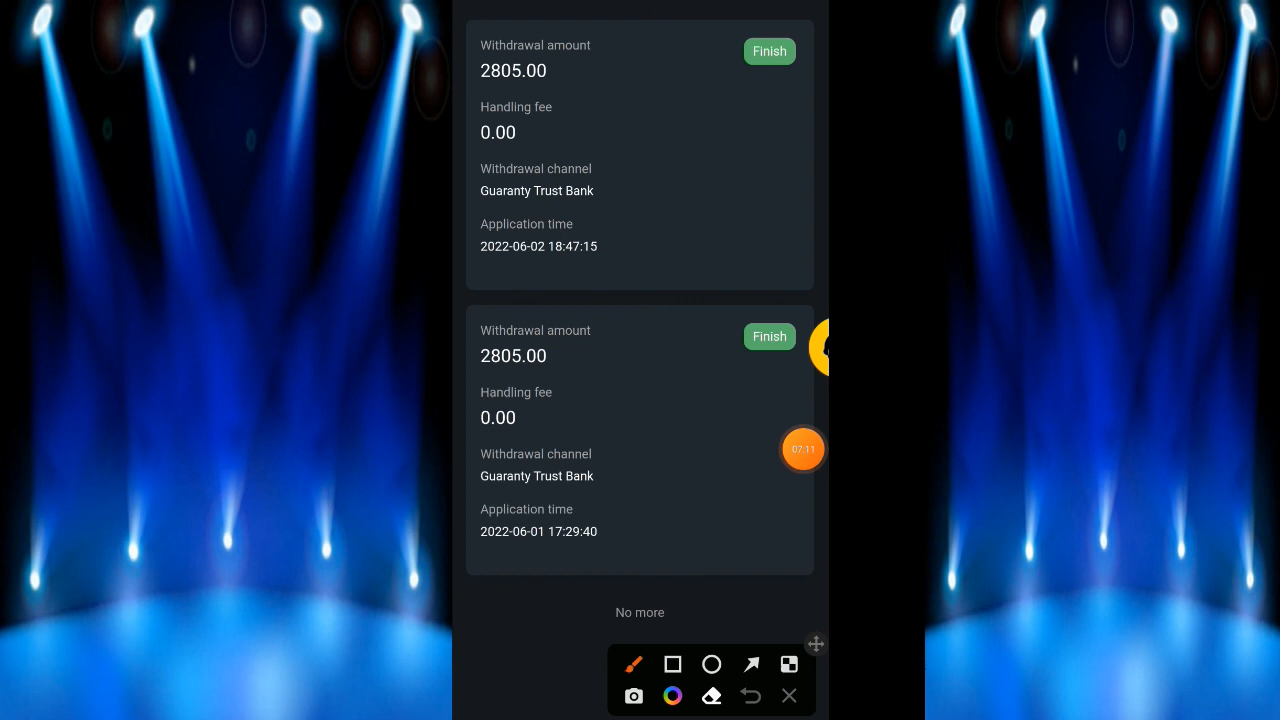 Withdrawal amount
Finish
2805.00
Handling fee
0.00
Withdrawal channel
Guaranty Trust Bank
Application time
2022-06-02 18:47:15
Withdrawal amount
Finish
2805.00
Handling fee
0.00
Withdrawal channel
07:11
Guaranty Trust Bank
Application time
2022-06-01 17:29:40
No more